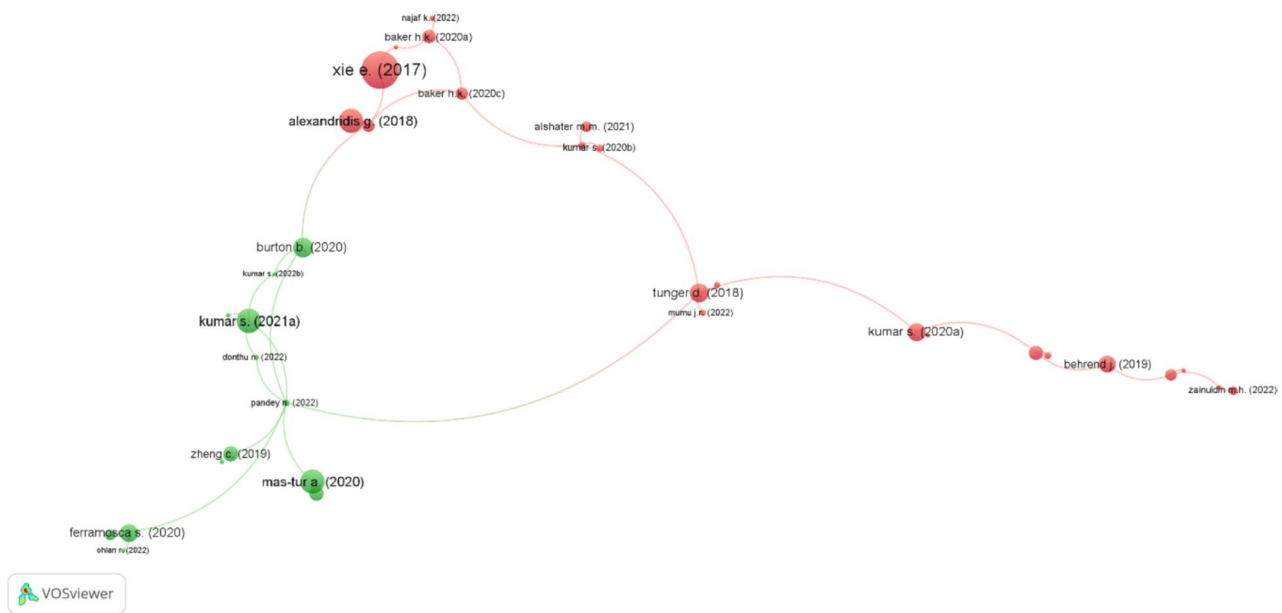 najaf k. (2022)
baker h.k. (2020a)
xie e. (2017)
baker h.k. (2020c)
alexandridis g. (2018)
alshater m.m. (2021)
kumar s. (2020b)
burton b. (2020)
kumar s. (2022b)
tunger d. (2018)
mumu j.r. (2022)
kumar s. (2021a)
kumar s. (2020a)
donthu n. (2022)
behrend j. (2019)
zainuldin m.h. (2022)
pandey n. (2022)
zheng c. (2019)
mas-tur a. (2020)
ferramosca s. (2020)
ohlan r. (2022)
VOSviewer